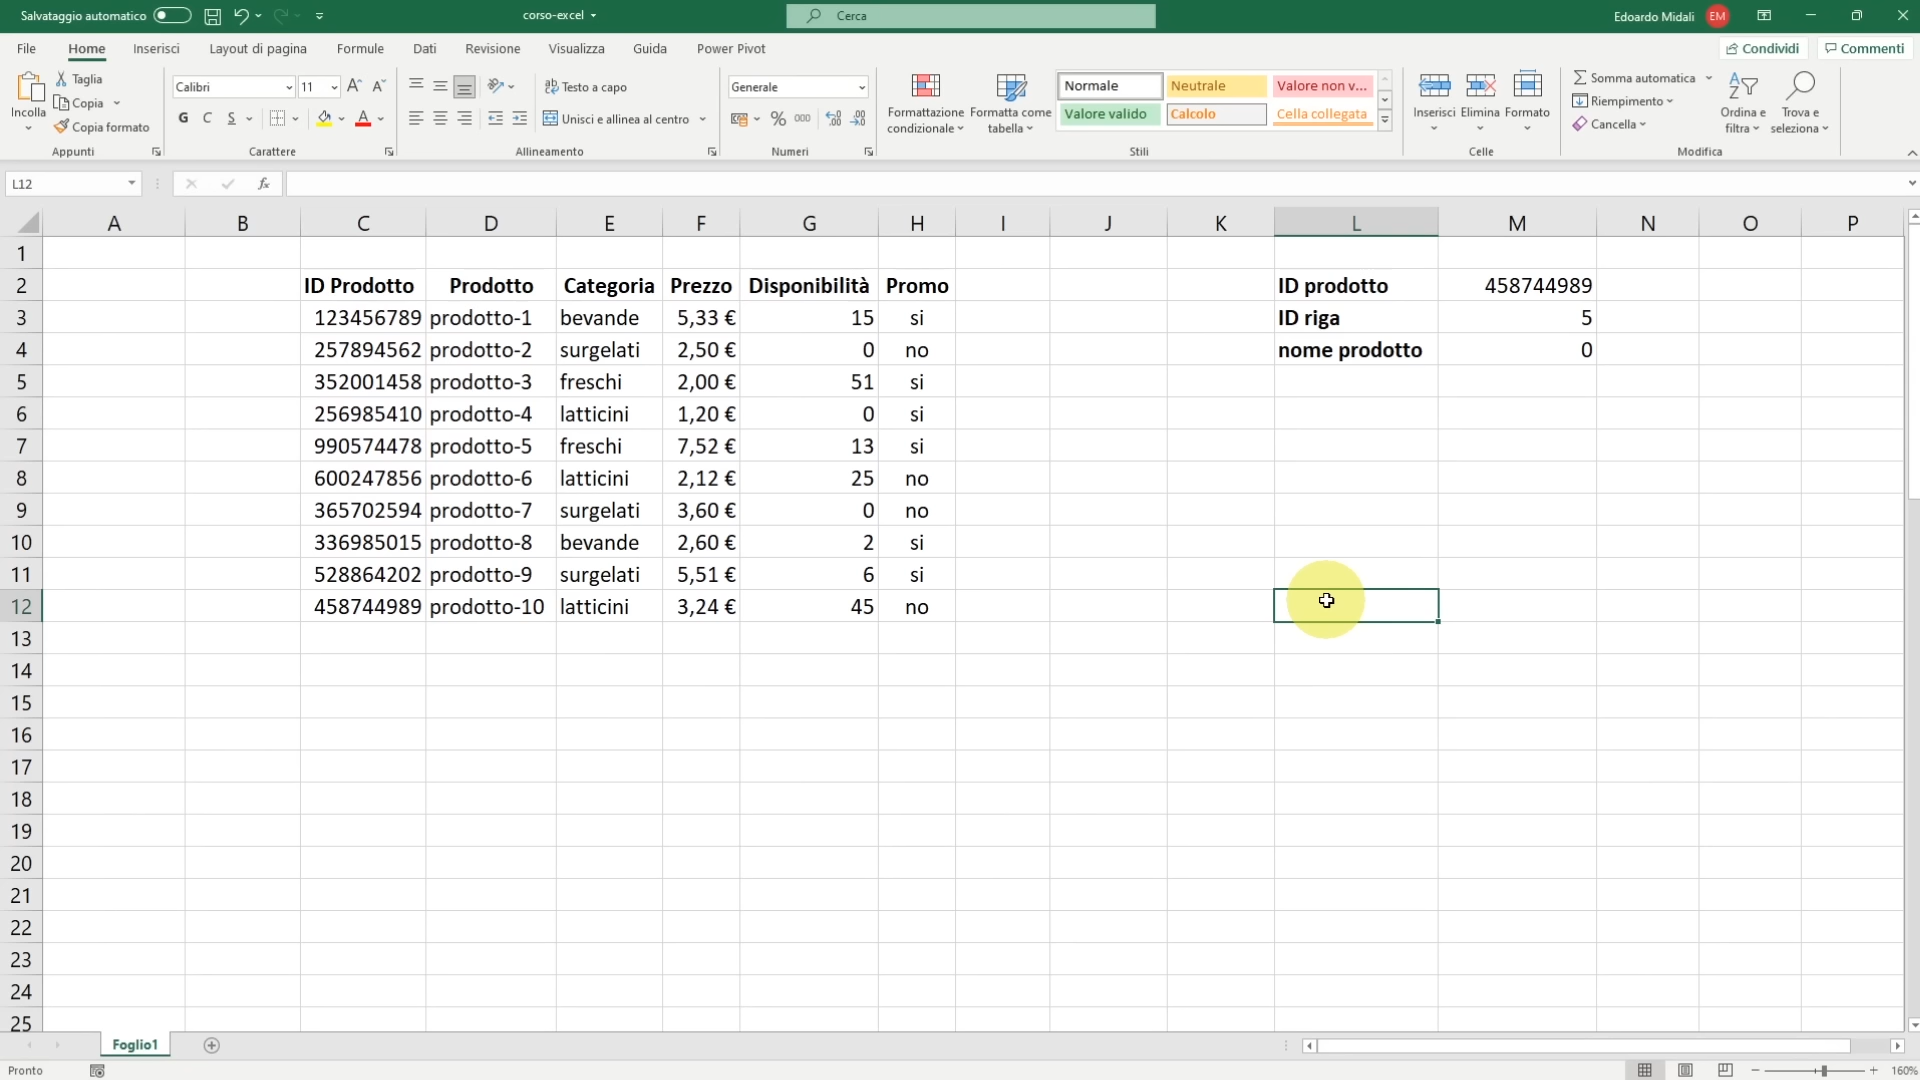 Salvataggio automatico
corso-excel
Cerca
Edoardo Midali EM
File Home Inserisci Layout di pagina Formule Dati Revisione Visualizza Guida Power Pivot Condividi Commenti
Incolla
Taglia
Copia
Copia formato
Appunti
Calibri 11
G C S
A
Carattere
Testo a capo
Unisci e allinea al centro
Allineamento
Generale
% 000
Numeri
Formattazione condizionale
Formatta come tabella
Normale Neutrale Valore non v...
Valore valido Calcolo Cella collegata
Stili
Inserisci Elimina Formato
Celle
Somma automatica
Riempimento
Cancella
Ordina e filtra
Trova e seleziona
Modifica
L12
fx
A B C D E F G H I J K L M N O P
1
2 ID Prodotto Prodotto Categoria Prezzo Disponibilità Promo ID prodotto 458744989
3 123456789 prodotto-1 bevande 5,33 € 15 si ID riga 5
4 257894562 prodotto-2 surgelati 2,50 € 0 no nome prodotto 0
5 352001458 prodotto-3 freschi 2,00 € 51 si
6 256985410 prodotto-4 latticini 1,20 € 0 si
7 990574478 prodotto-5 freschi 7,52 € 13 si
8 600247856 prodotto-6 latticini 2,12 € 25 no
9 365702594 prodotto-7 surgelati 3,60 € 0 no
10 336985015 prodotto-8 bevande 2,60 € 2 si
11 528864202 prodotto-9 surgelati 5,51 € 6 si
12 458744989 prodotto-10 latticini 3,24 € 45 no
13
14
15
16
17
18
19
20
21
22
23
24
25
Foglio1
Pronto
160%